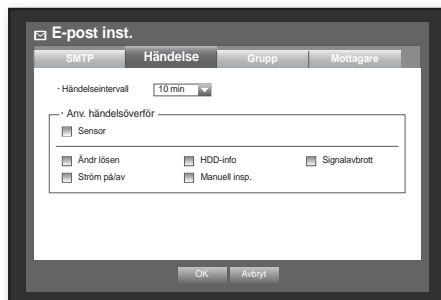 E-post inst.
SMTP Händelse Grupp Mottagare
· Händelseintervall 10 min
· Anv. händelsöverför
Sensor
Ändr lösen HDD-info Signalavbrott
Ström på/av Manuell insp.
OK Avbryt